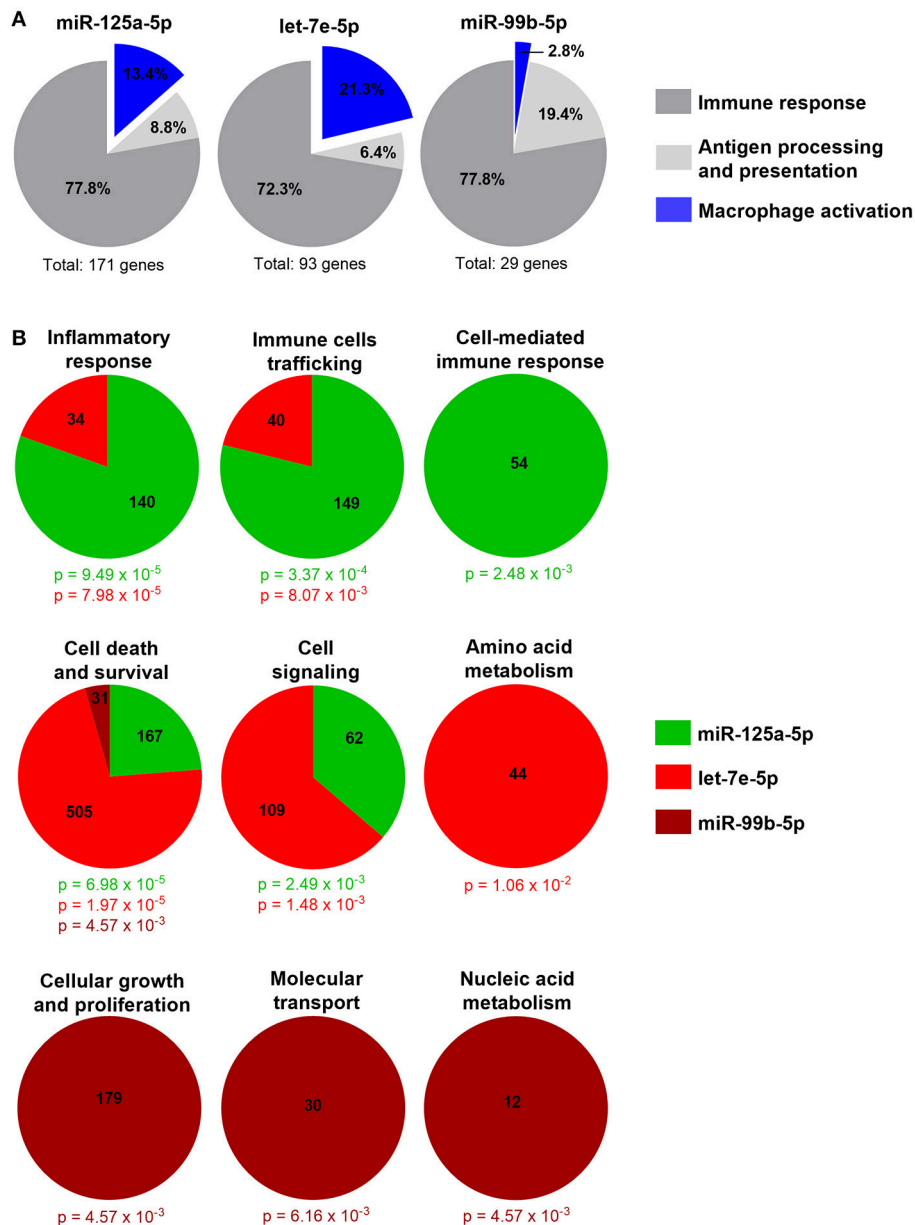 A
miR-125a-5p
let-7e-5p
miR-99b-5p
13.4%
8.8%
77.8%
21.3%
6.4%
72.3%
2.8%
19.4%
77.8%
Total: 171 genes
Total: 93 genes
Total: 29 genes
Immune response
Antigen processing
and presentation
Macrophage activation
B
Inflammatory
response
34
140
p = 9.49 x 10⁻⁵
p = 7.98 x 10⁻⁵
Immune cells
trafficking
40
149
p = 3.37 x 10⁻⁴
p = 8.07 x 10⁻³
Cell-mediated
immune response
54
p = 2.48 x 10⁻³
Cell death
and survival
31
167
505
p = 6.98 x 10⁻⁵
p = 1.97 x 10⁻⁵
p = 4.57 x 10⁻³
Cell
signaling
62
109
p = 2.49 x 10⁻³
p = 1.48 x 10⁻³
Amino acid
metabolism
44
p = 1.06 x 10⁻²
miR-125a-5p
let-7e-5p
miR-99b-5p
Cellular growth
and proliferation
179
p = 4.57 x 10⁻³
Molecular
transport
30
p = 6.16 x 10⁻³
Nucleic acid
metabolism
12
p = 4.57 x 10⁻³